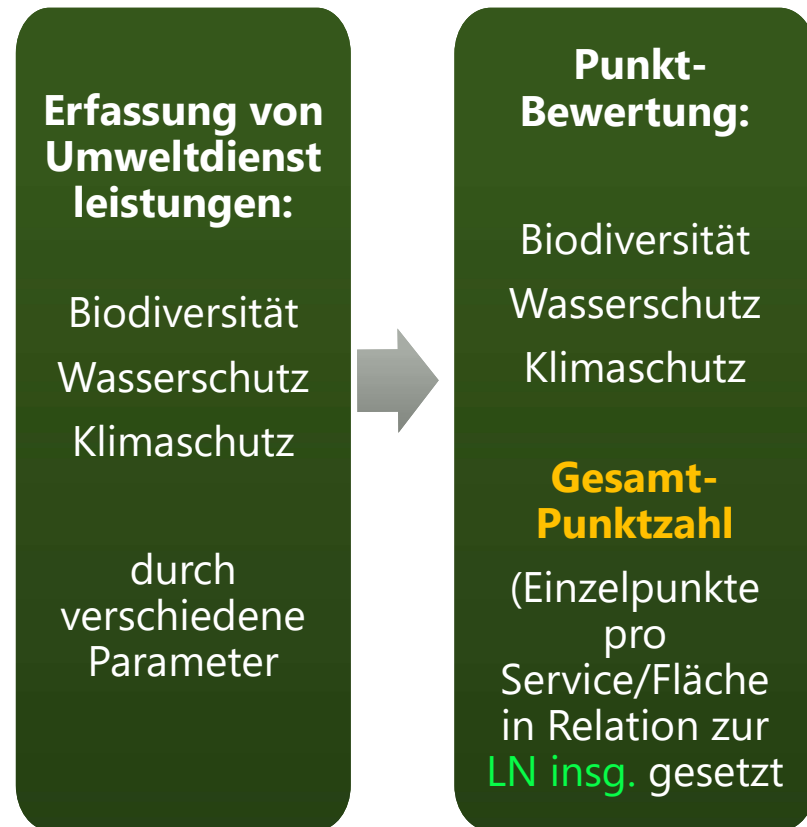 Erfassung von
Umweltdienst
leistungen:
Biodiversität
Wasserschutz
Klimaschutz
durch
verschiedene
Parameter
Punkt-
Bewertung:
Biodiversität
Wasserschutz
Klimaschutz
Gesamt-
Punktzahl
(Einzelpunkte
pro
Service/Fläche
in Relation zur
LN insg. gesetzt